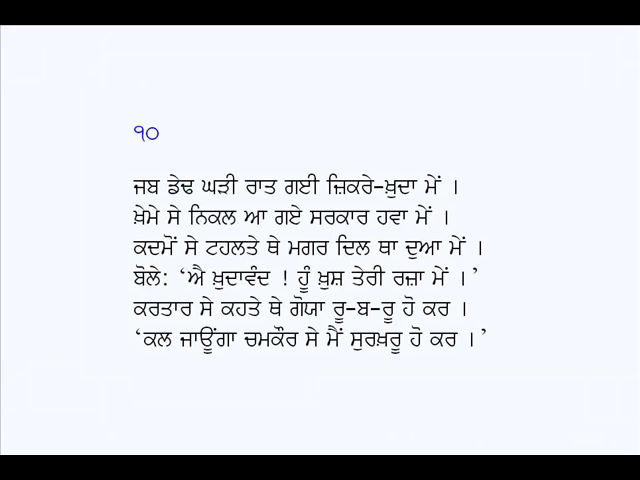 ੧੦
ਜਬ ਡੇਢ ਘੜੀ ਰਾਤ ਗਈ ਜ਼ਿਕਰੇ-ਖ਼ੁਦਾ ਮੇਂ ।
ਖ਼ੇਮੇ ਸੇ ਨਿਕਲ ਆ ਗਏ ਸਰਕਾਰ ਹਵਾ ਮੇਂ ।
ਕਦਮੋਂ ਸੇ ਟਹਲਤੇ ਥੇ ਮਗਰ ਦਿਲ ਥਾ ਦੁਆ ਮੇਂ ।
ਬੋਲੇ: ‘ਐ ਖ਼ੁਦਾਵੰਦ ! ਹੂੰ ਖ਼ੁਸ਼ ਤੇਰੀ ਰਜ਼ਾ ਮੇਂ ।’
ਕਰਤਾਰ ਸੇ ਕਹਤੇ ਥੇ ਗੋਯਾ ਰੂ-ਬ-ਰੂ ਹੋ ਕਰ ।
‘ਕਲ ਜਾਊਂਗਾ ਚਮਕੌਰ ਸੇ ਮੈਂ ਸੁਰਖ਼ਰੂ ਹੋ ਕਰ ।’